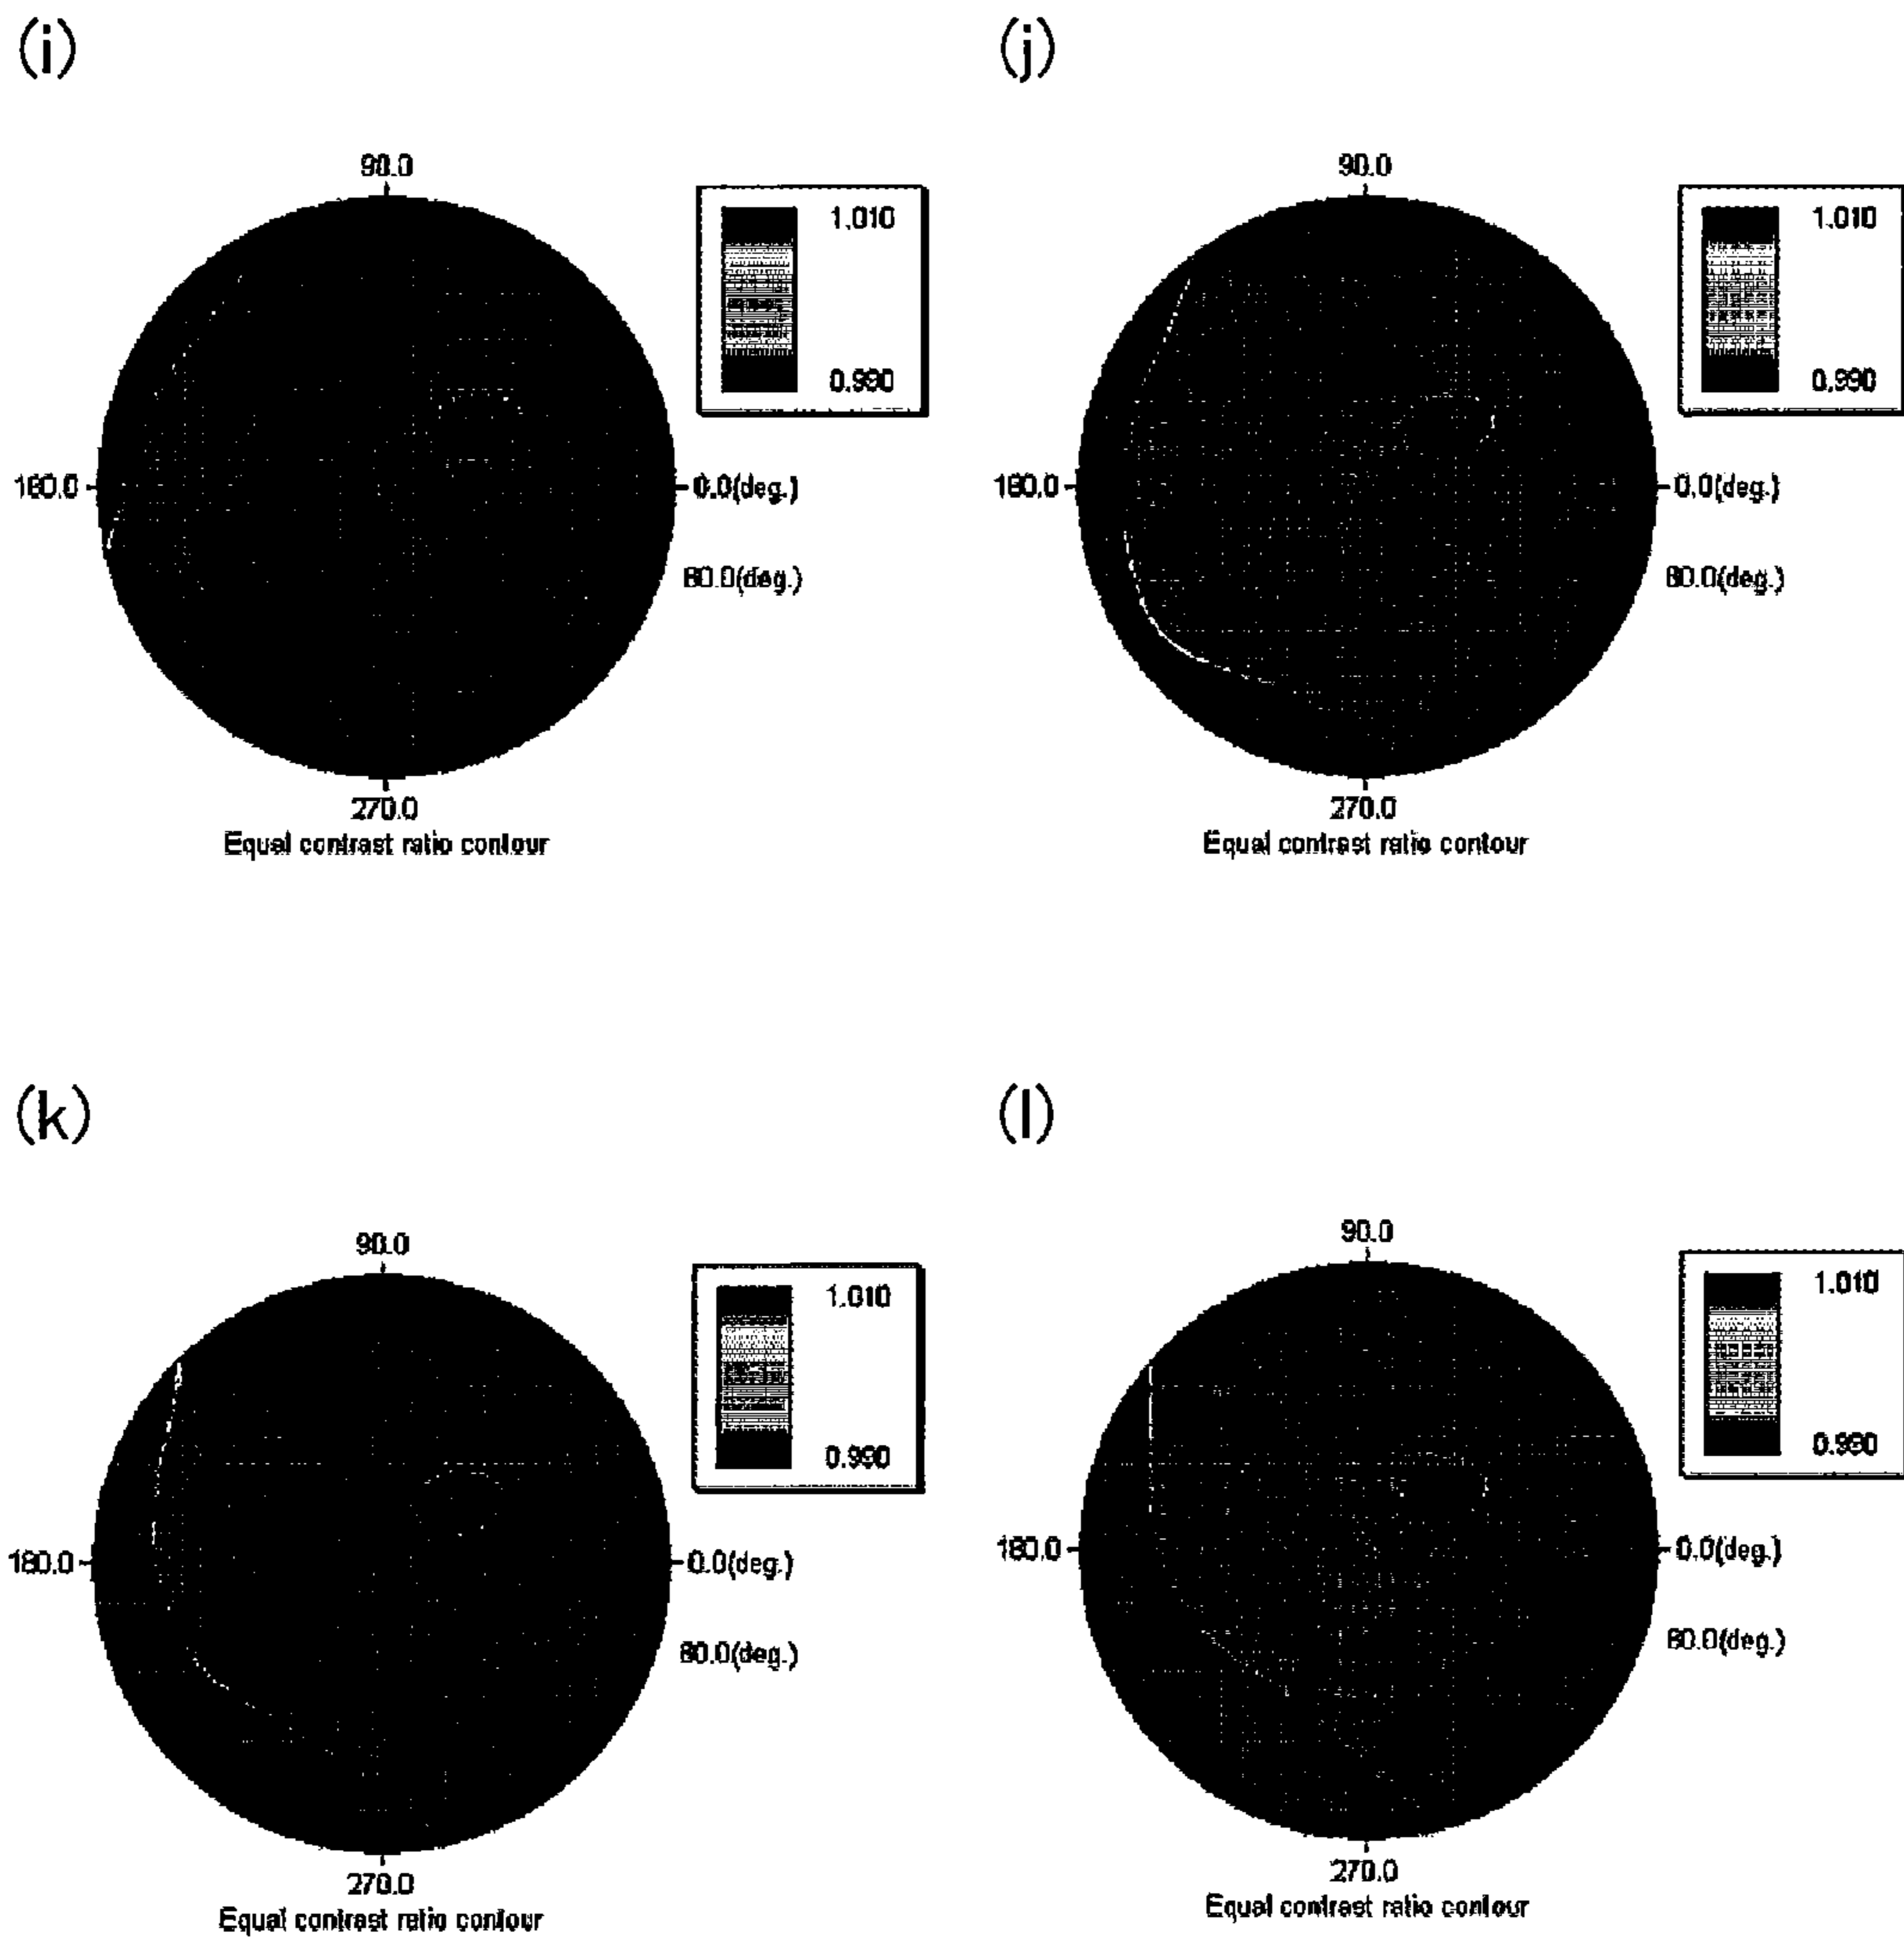 (i)
90.0
1.010
0.990
180.0
0.0(deg.)
80.0(deg.)
270.0
Equal contrast ratio contour
(j)
90.0
1.010
0.990
180.0
0.0(deg.)
80.0(deg.)
270.0
Equal contrast ratio contour
(k)
90.0
1.010
0.990
180.0
0.0(deg.)
80.0(deg.)
270.0
Equal contrast ratio contour
(l)
90.0
1.010
0.990
180.0
0.0(deg.)
80.0(deg.)
270.0
Equal contrast ratio contour